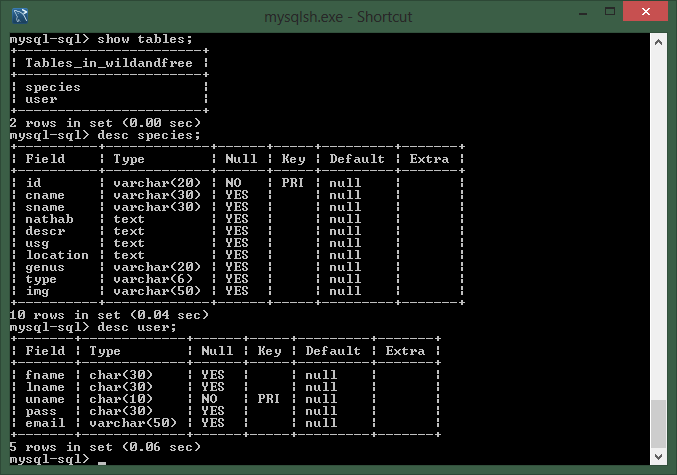 mysqlsh.exe - Shortcut
mysql-sql> show tables;
+-----------------------+
¦ Tables_in_wildandfree ¦
+-----------------------+
¦ species               ¦
¦ user                  ¦
+-----------------------+
2 rows in set (0.00 sec)
mysql-sql> desc species;
+----------+-------------+------+-----+---------+-------+
¦ Field    ¦ Type        ¦ Null ¦ Key ¦ Default ¦ Extra ¦
+----------+-------------+------+-----+---------+-------+
¦ id       ¦ varchar(20) ¦ NO   ¦ PRI ¦ null    ¦       ¦
¦ cname    ¦ varchar(30) ¦ YES  ¦     ¦ null    ¦       ¦
¦ sname    ¦ varchar(30) ¦ YES  ¦     ¦ null    ¦       ¦
¦ nathab   ¦ text        ¦ YES  ¦     ¦ null    ¦       ¦
¦ descr    ¦ text        ¦ YES  ¦     ¦ null    ¦       ¦
¦ usg      ¦ text        ¦ YES  ¦     ¦ null    ¦       ¦
¦ location ¦ text        ¦ YES  ¦     ¦ null    ¦       ¦
¦ genus    ¦ varchar(20) ¦ YES  ¦     ¦ null    ¦       ¦
¦ type     ¦ varchar(6)  ¦ YES  ¦     ¦ null    ¦       ¦
¦ img      ¦ varchar(50) ¦ YES  ¦     ¦ null    ¦       ¦
+----------+-------------+------+-----+---------+-------+
10 rows in set (0.04 sec)
mysql-sql> desc user;
+-------+-------------+------+-----+---------+-------+
¦ Field ¦ Type        ¦ Null ¦ Key ¦ Default ¦ Extra ¦
+-------+-------------+------+-----+---------+-------+
¦ fname ¦ char(30)    ¦ YES  ¦     ¦ null    ¦       ¦
¦ lname ¦ char(30)    ¦ YES  ¦     ¦ null    ¦       ¦
¦ uname ¦ char(10)    ¦ NO   ¦ PRI ¦ null    ¦       ¦
¦ pass  ¦ char(30)    ¦ YES  ¦     ¦ null    ¦       ¦
¦ email ¦ varchar(50) ¦ YES  ¦     ¦ null    ¦       ¦
+-------+-------------+------+-----+---------+-------+
5 rows in set (0.06 sec)
mysql-sql> _